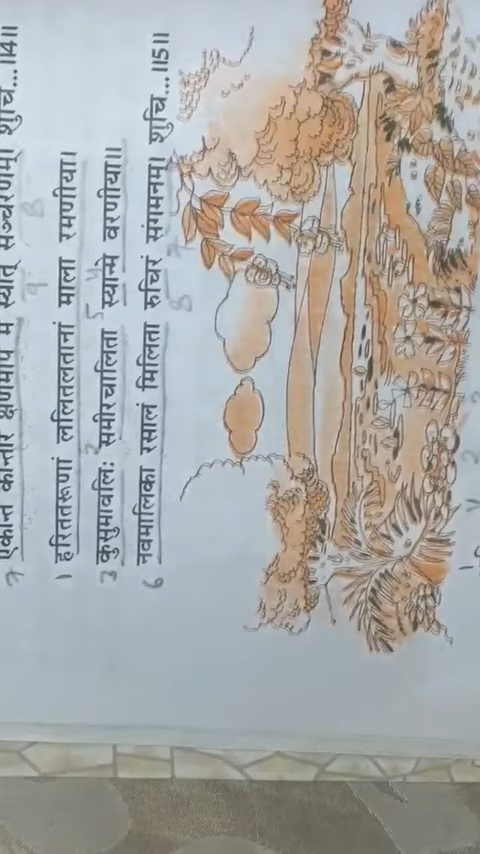 एकान्ते कान्तारे क्षणमपि मे स्यात् सञ्चरणम्। शुचि...॥4॥
हरिततरूणां ललितलतानां माला रमणीया।
कुसुमावलिः समीरचालिता स्यान्मे वरणीया॥
नवमालिका रसालं मिलिता रुचिरं संगमनम्। शुचि...॥5॥